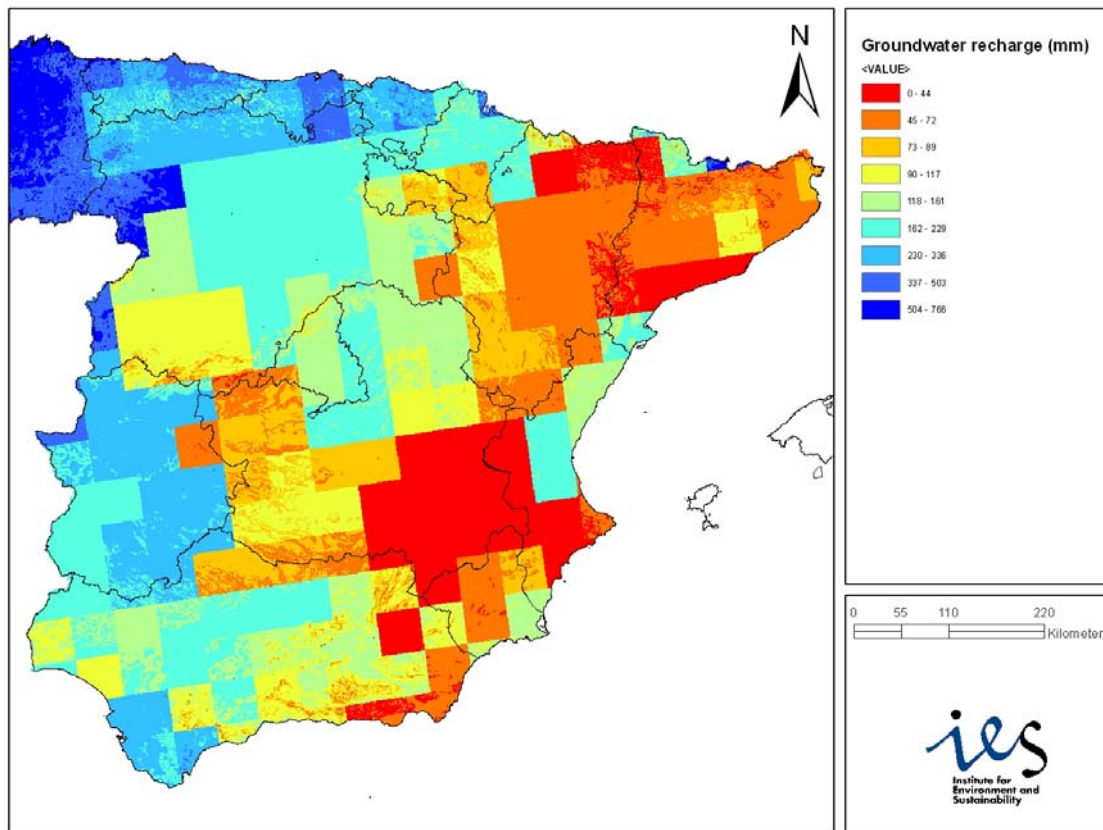 N
Groundwater recharge (mm)
<VALUE>
0 - 44
45 - 72
73 - 89
90 - 117
118 - 161
162 - 229
230 - 336
337 - 503
504 - 766
0 55 110 220
Kilometer
ies
Institute for
Environment and
Sustainability